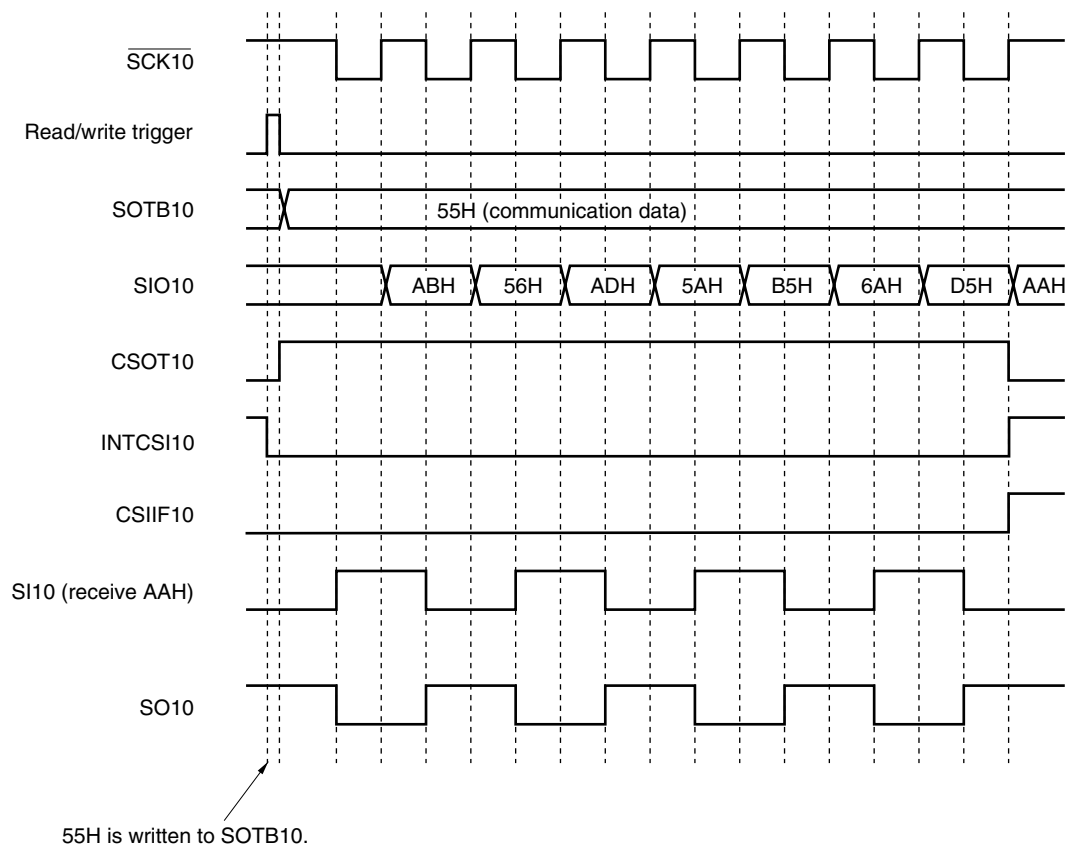 SCK10
Read/write trigger
SOTB10
55H (communication data)
SIO10
ABH 56H ADH 5AH B5H 6AH D5H AAH
CSOT10
INTCSI10
CSIIF10
SI10 (receive AAH)
SO10
55H is written to SOTB10.